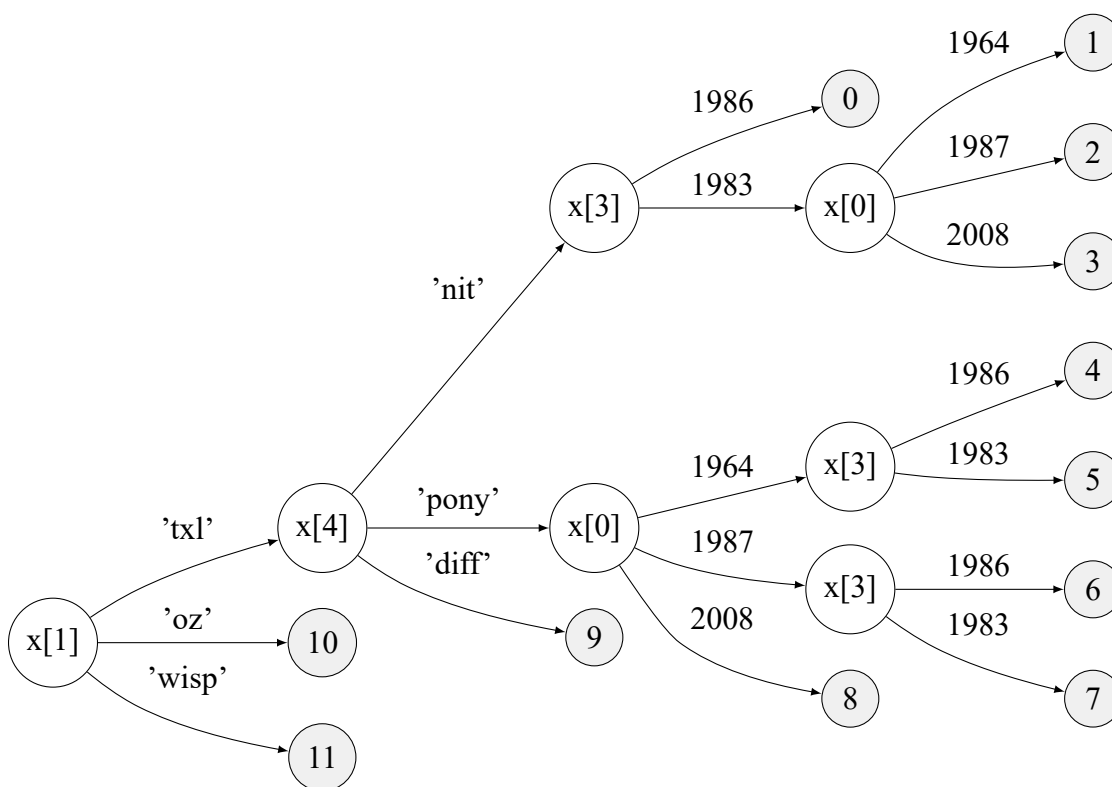 1964
1
1986
0
1987
2
x[3]
1983
x[0]
2008
3
’nit’
1986
4
1964
x[3]
1983
5
’txl’
x[4]
’pony’
x[0]
1987
’diff’
x[3]
1986
6
1983
x[1]
’oz’
10
9
2008
’wisp’
8
7
11